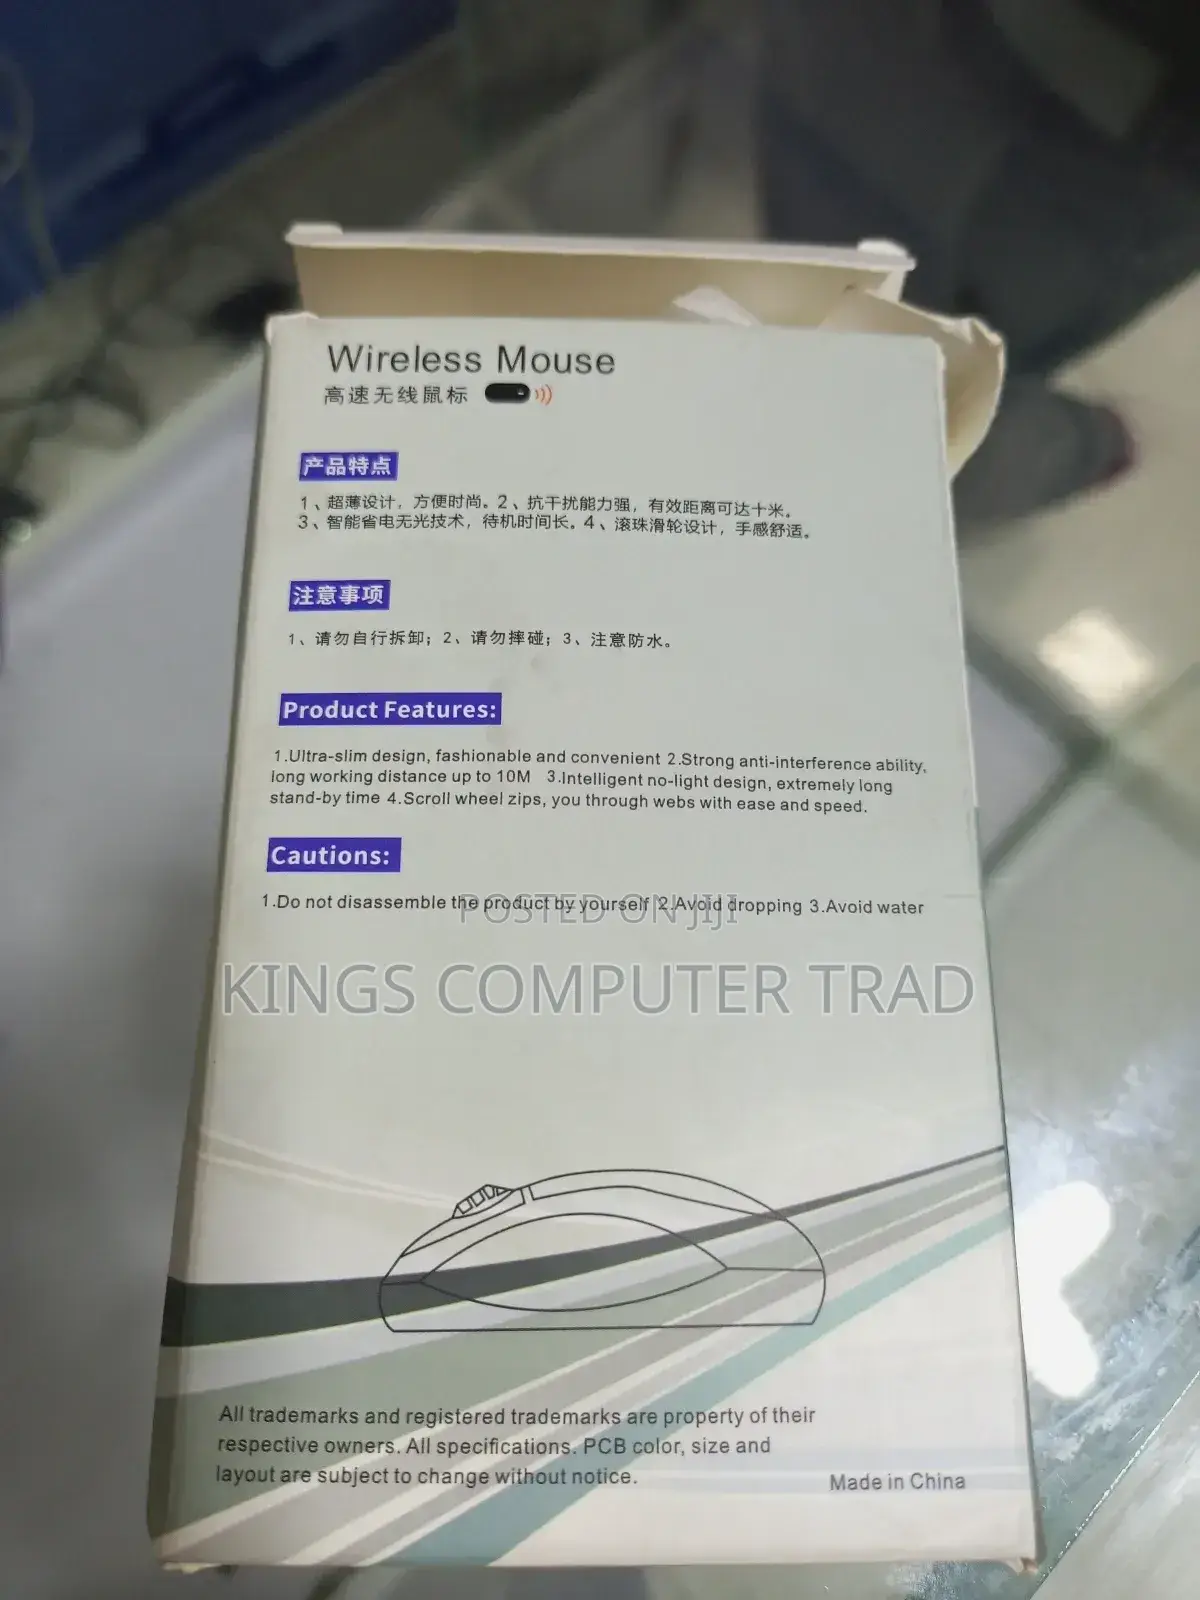 Wireless Mouse
高速无线鼠标
产品特点
1、超薄设计，方便时尚。2、抗干扰能力强，有效距离可达十米。
3、智能省电无光技术，待机时间长。4、滚珠滑轮设计，手感舒适。
注意事项
1、请勿自行拆卸；2、请勿摔碰；3、注意防水。
Product Features:
1.Ultra-slim design, fashionable and convenient 2.Strong anti-interference ability,
long working distance up to 10M 3.Intelligent no-light design, extremely long
stand-by time 4.Scroll wheel zips, you through webs with ease and speed.
Cautions:
1.Do not disassemble the product by yourself 2.Avoid dropping 3.Avoid water
POSTED ON JIJI
KINGS COMPUTER TRAD
All trademarks and registered trademarks are property of their
respective owners. All specifications. PCB color, size and
layout are subject to change without notice.
Made in China